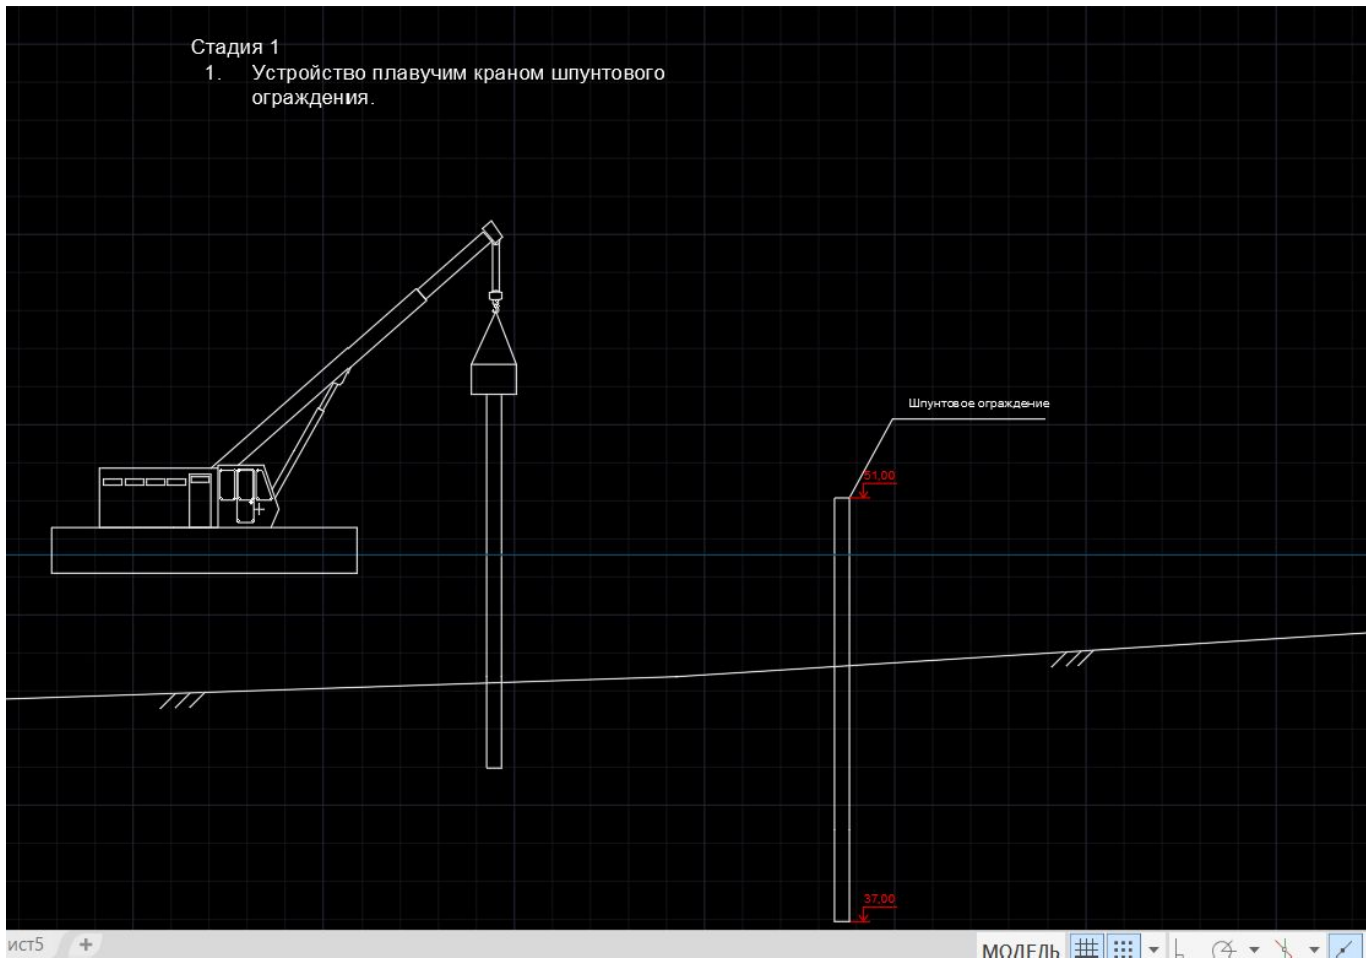 Стадия 1
1. Устройство плавучим краном шпунтового
ограждения.
Шпунтовое ограждение
51,00
37,00
ист5 +
МОДЕЛЬ